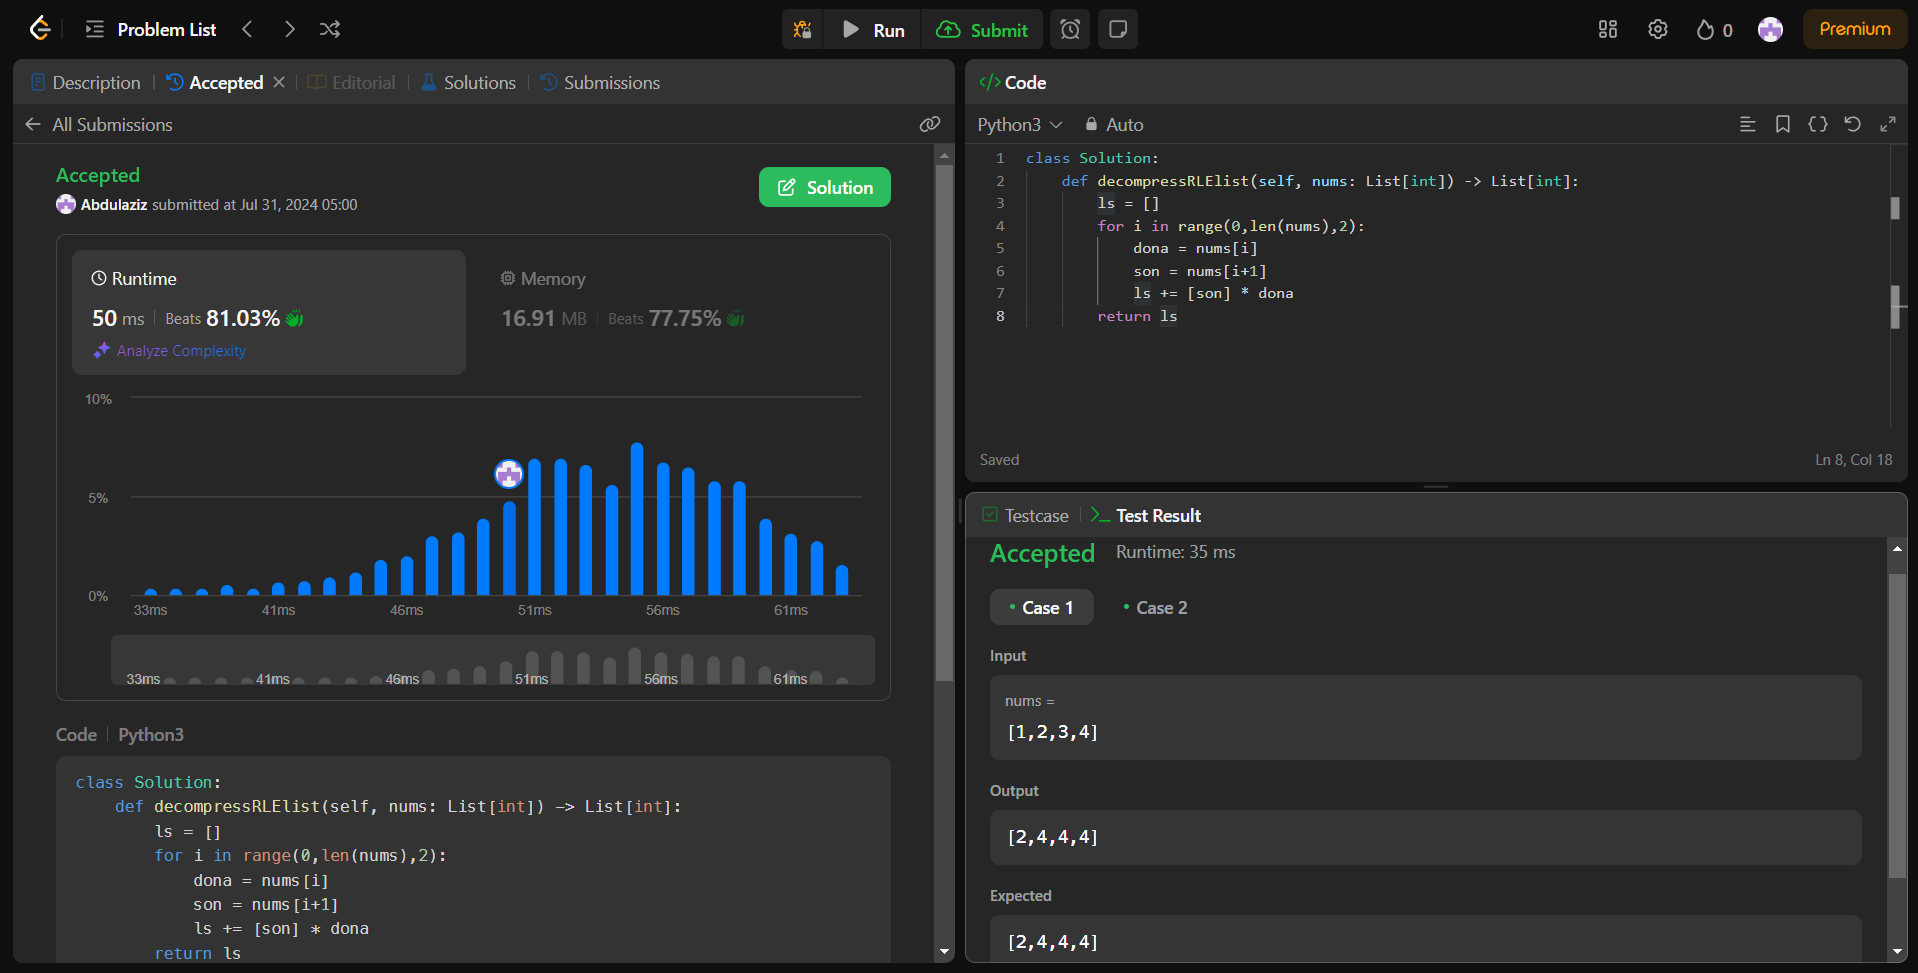 Problem List
Run
Submit
0
Premium
Description
Accepted
Editorial
Solutions
Submissions
All Submissions
Accepted
Abdulaziz submitted at Jul 31, 2024 05:00
Solution
Runtime
50 ms
Beats 81.03%
Analyze Complexity
Memory
16.91 MB
Beats 77.75%
10%
5%
0%
33ms 41ms 46ms 51ms 56ms 61ms
33ms 41ms 46ms 51ms 56ms 61ms
Code
Python3
class Solution:
    def decompressRLElist(self, nums: List[int]) -> List[int]:
        ls = []
        for i in range(0,len(nums),2):
            dona = nums[i]
            son = nums[i+1]
            ls += [son] * dona
        return ls
</> Code
Python3
Auto
1 class Solution:
2     def decompressRLElist(self, nums: List[int]) -> List[int]:
3         ls = []
4         for i in range(0,len(nums),2):
5             dona = nums[i]
6             son = nums[i+1]
7             ls += [son] * dona
8         return ls
Saved
Ln 8, Col 18
Testcase
Test Result
Accepted
Runtime: 35 ms
Case 1
Case 2
Input
nums =
[1,2,3,4]
Output
[2,4,4,4]
Expected
[2,4,4,4]